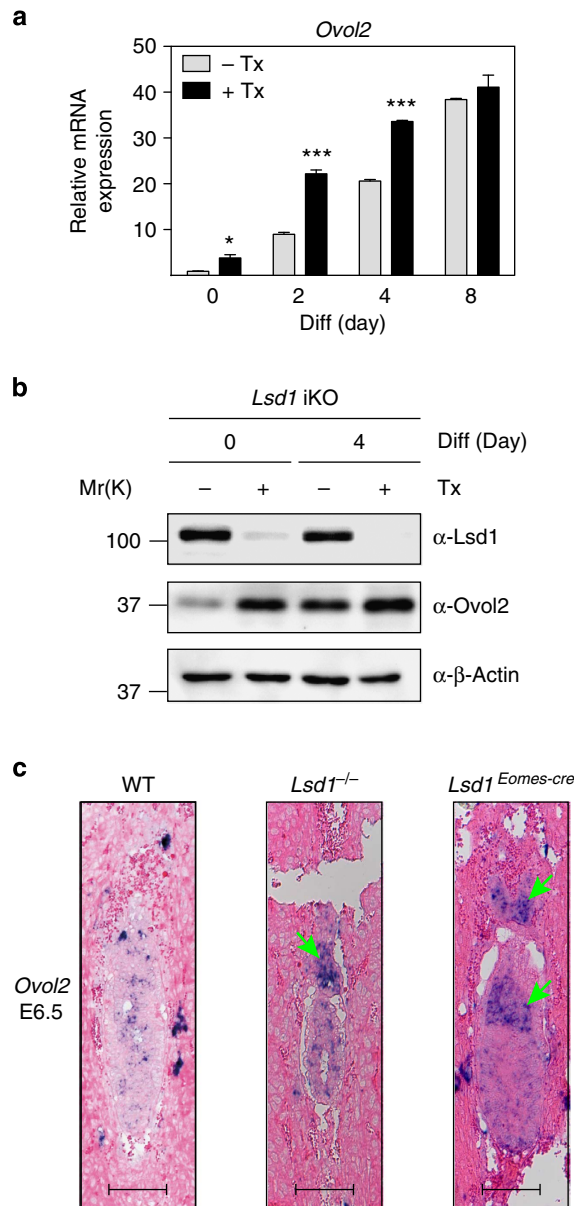 a
Ovol2
50
40
30
20
10
Relative mRNA
expression
– Tx
+ Tx
*
***
***
0 2 4 8
Diff (day)
b
Lsd1 iKO
0 4 Diff (Day)
Mr(K) – + – + Tx
100 α-Lsd1
37 α-Ovol2
37 α-β-Actin
c
WT Lsd1–/– Lsd1 Eomes-cre
Ovol2
E6.5